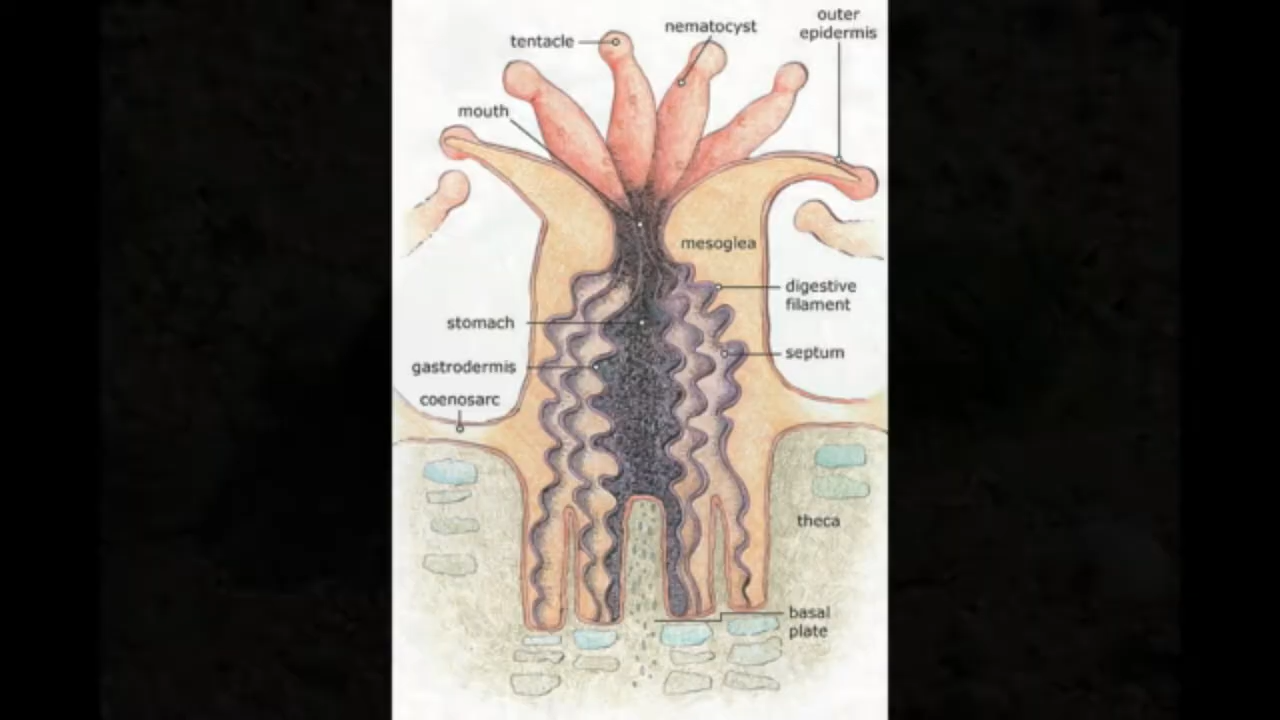 outer
epidermis
nematocyst
tentacle
mouth
mesoglea
digestive
filament
stomach
septum
gastrodermis
coenosarc
theca
basal
plate